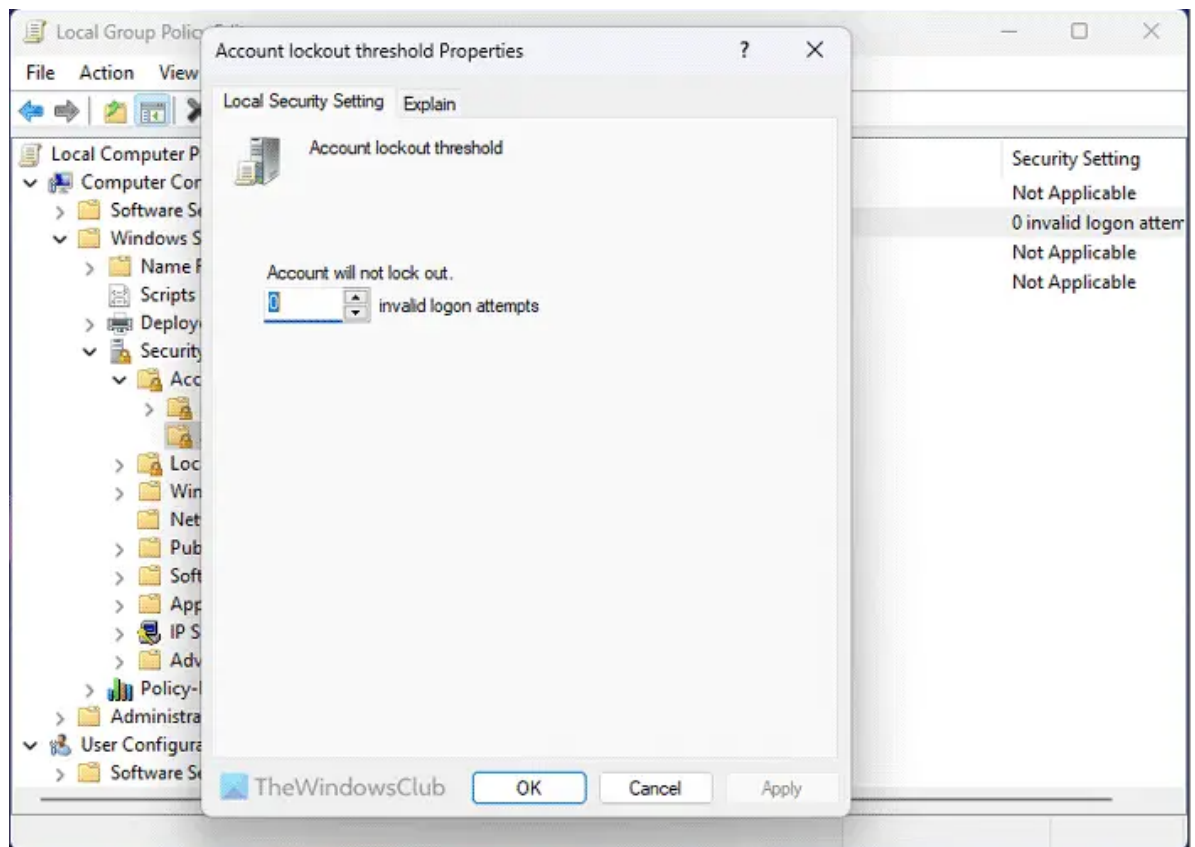 Local Group Policy Edit
Account lockout threshold Properties
?
File Action View
Local Security Setting Explain
Account lockout threshold
Local Computer P
Computer Con
Software Se
Windows S
Name R
Scripts
Deploye
Security
Acc
Loc
Win
Net
Pub
Soft
App
IP S
Adv
Policy-
Administra
User Configura
Software Se
Account will not lock out.
0 invalid logon attempts
Security Setting
Not Applicable
0 invalid logon attem
Not Applicable
Not Applicable
TheWindowsClub
OK Cancel Apply